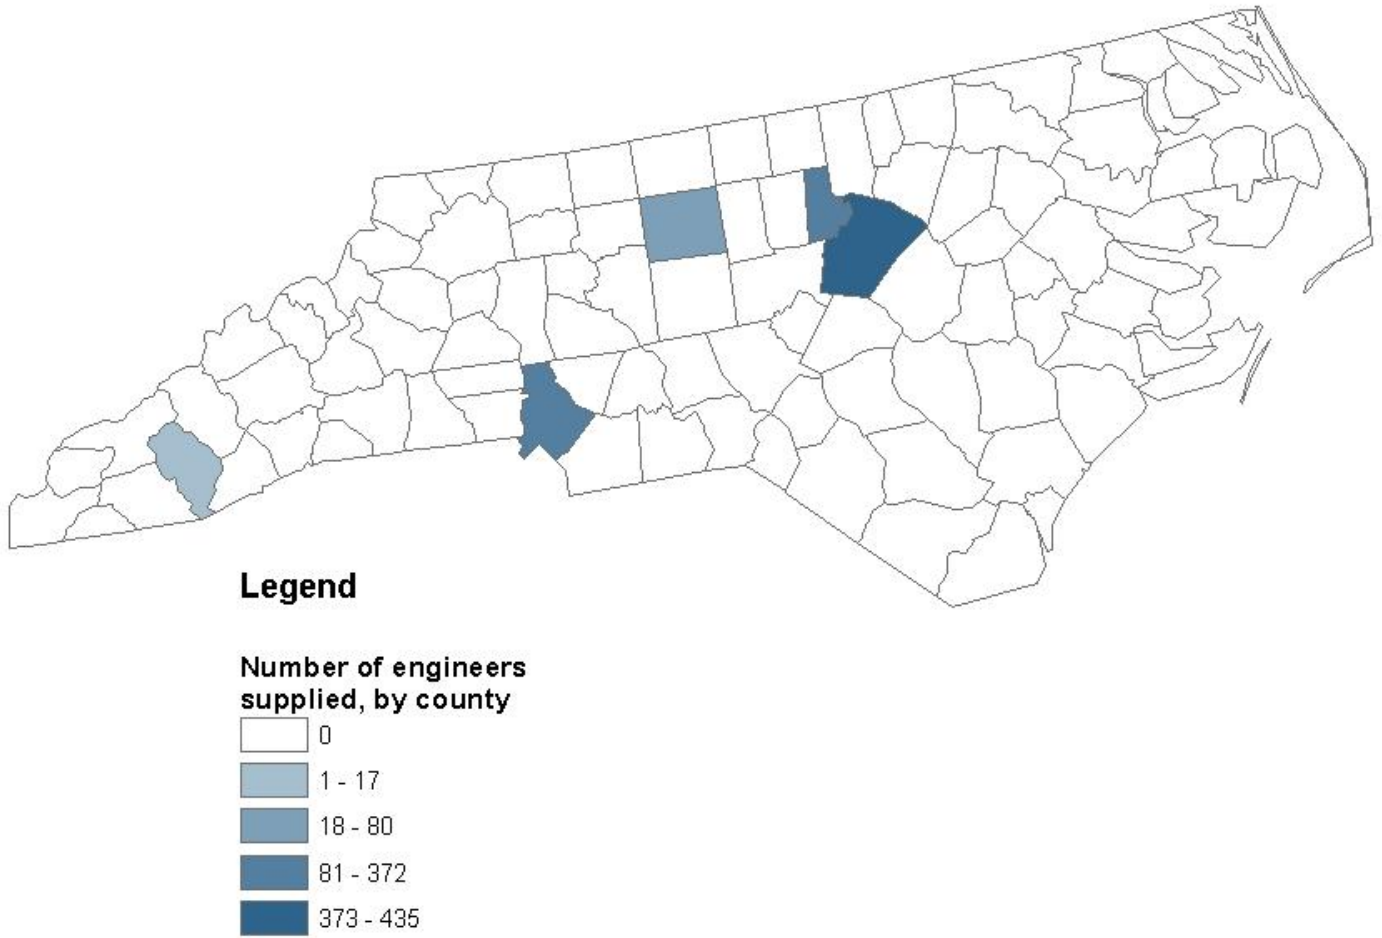 Legend
Number of engineers
supplied, by county
0
1 - 17
18 - 80
81 - 372
373 - 435